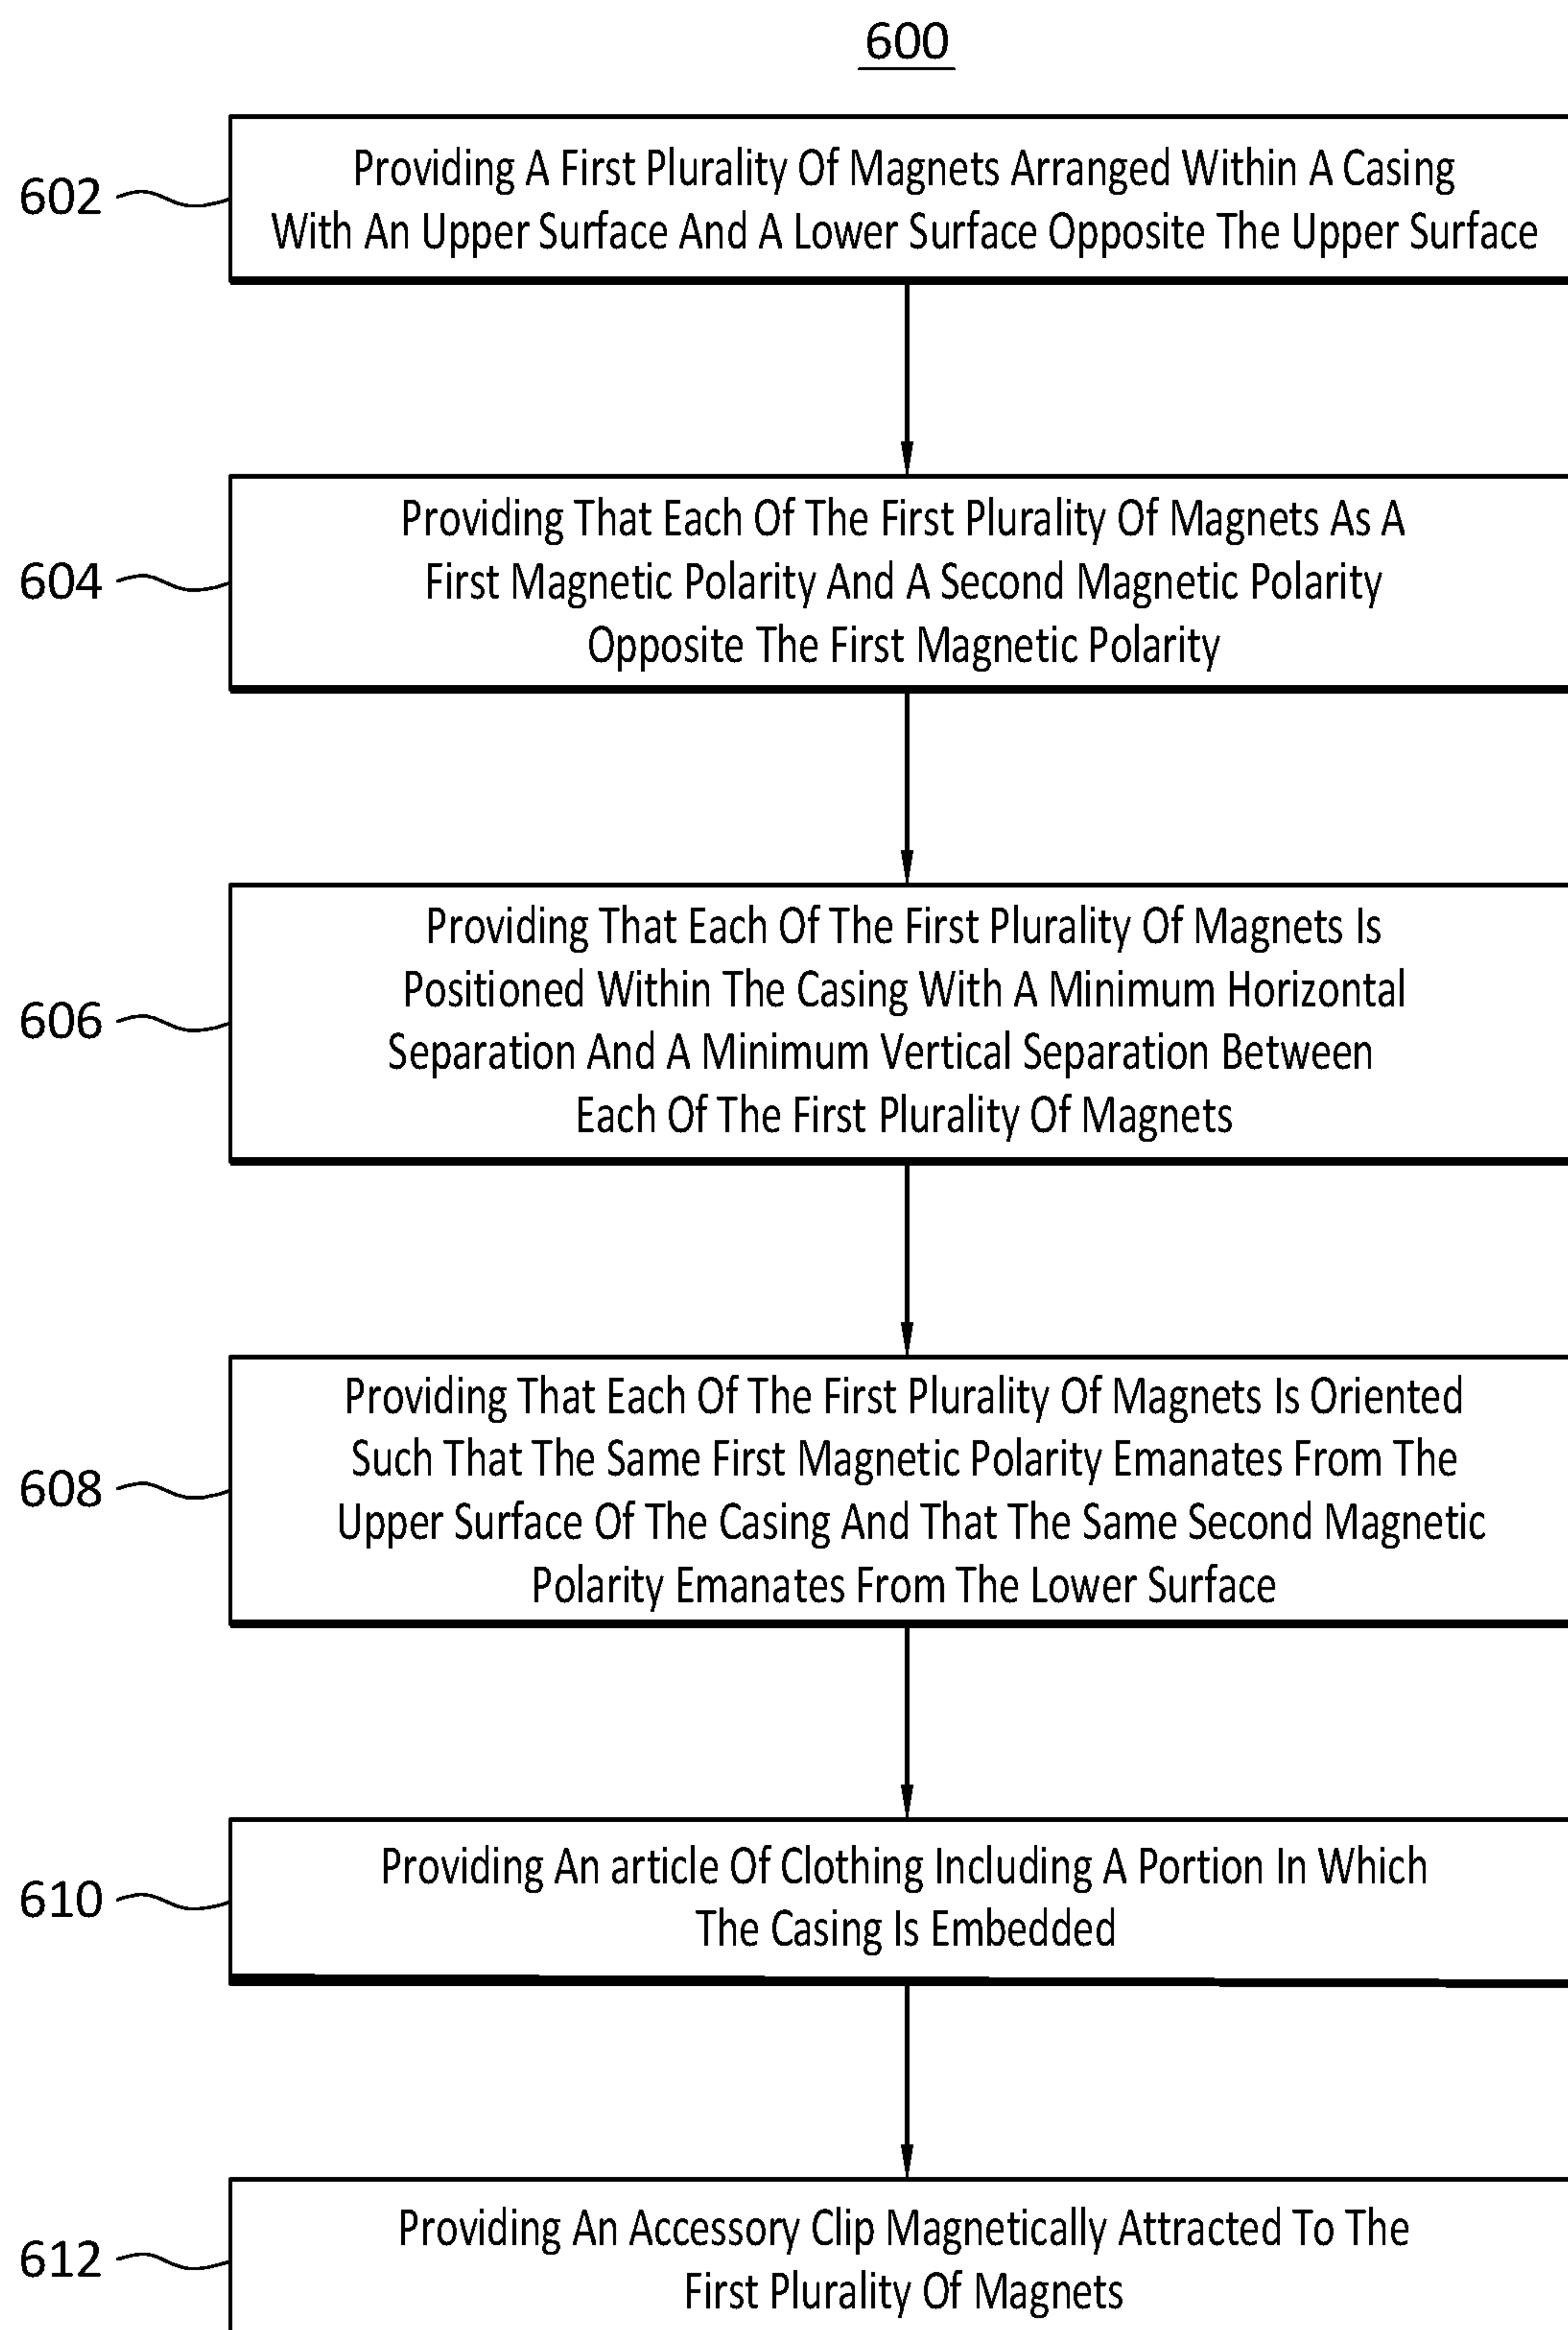 600
602
Providing A First Plurality Of Magnets Arranged Within A Casing
With An Upper Surface And A Lower Surface Opposite The Upper Surface
604
Providing That Each Of The First Plurality Of Magnets As A
First Magnetic Polarity And A Second Magnetic Polarity
Opposite The First Magnetic Polarity
606
Providing That Each Of The First Plurality Of Magnets Is
Positioned Within The Casing With A Minimum Horizontal
Separation And A Minimum Vertical Separation Between
Each Of The First Plurality Of Magnets
608
Providing That Each Of The First Plurality Of Magnets Is Oriented
Such That The Same First Magnetic Polarity Emanates From The
Upper Surface Of The Casing And That The Same Second Magnetic
Polarity Emanates From The Lower Surface
610
Providing An article Of Clothing Including A Portion In Which
The Casing Is Embedded
612
Providing An Accessory Clip Magnetically Attracted To The
First Plurality Of Magnets